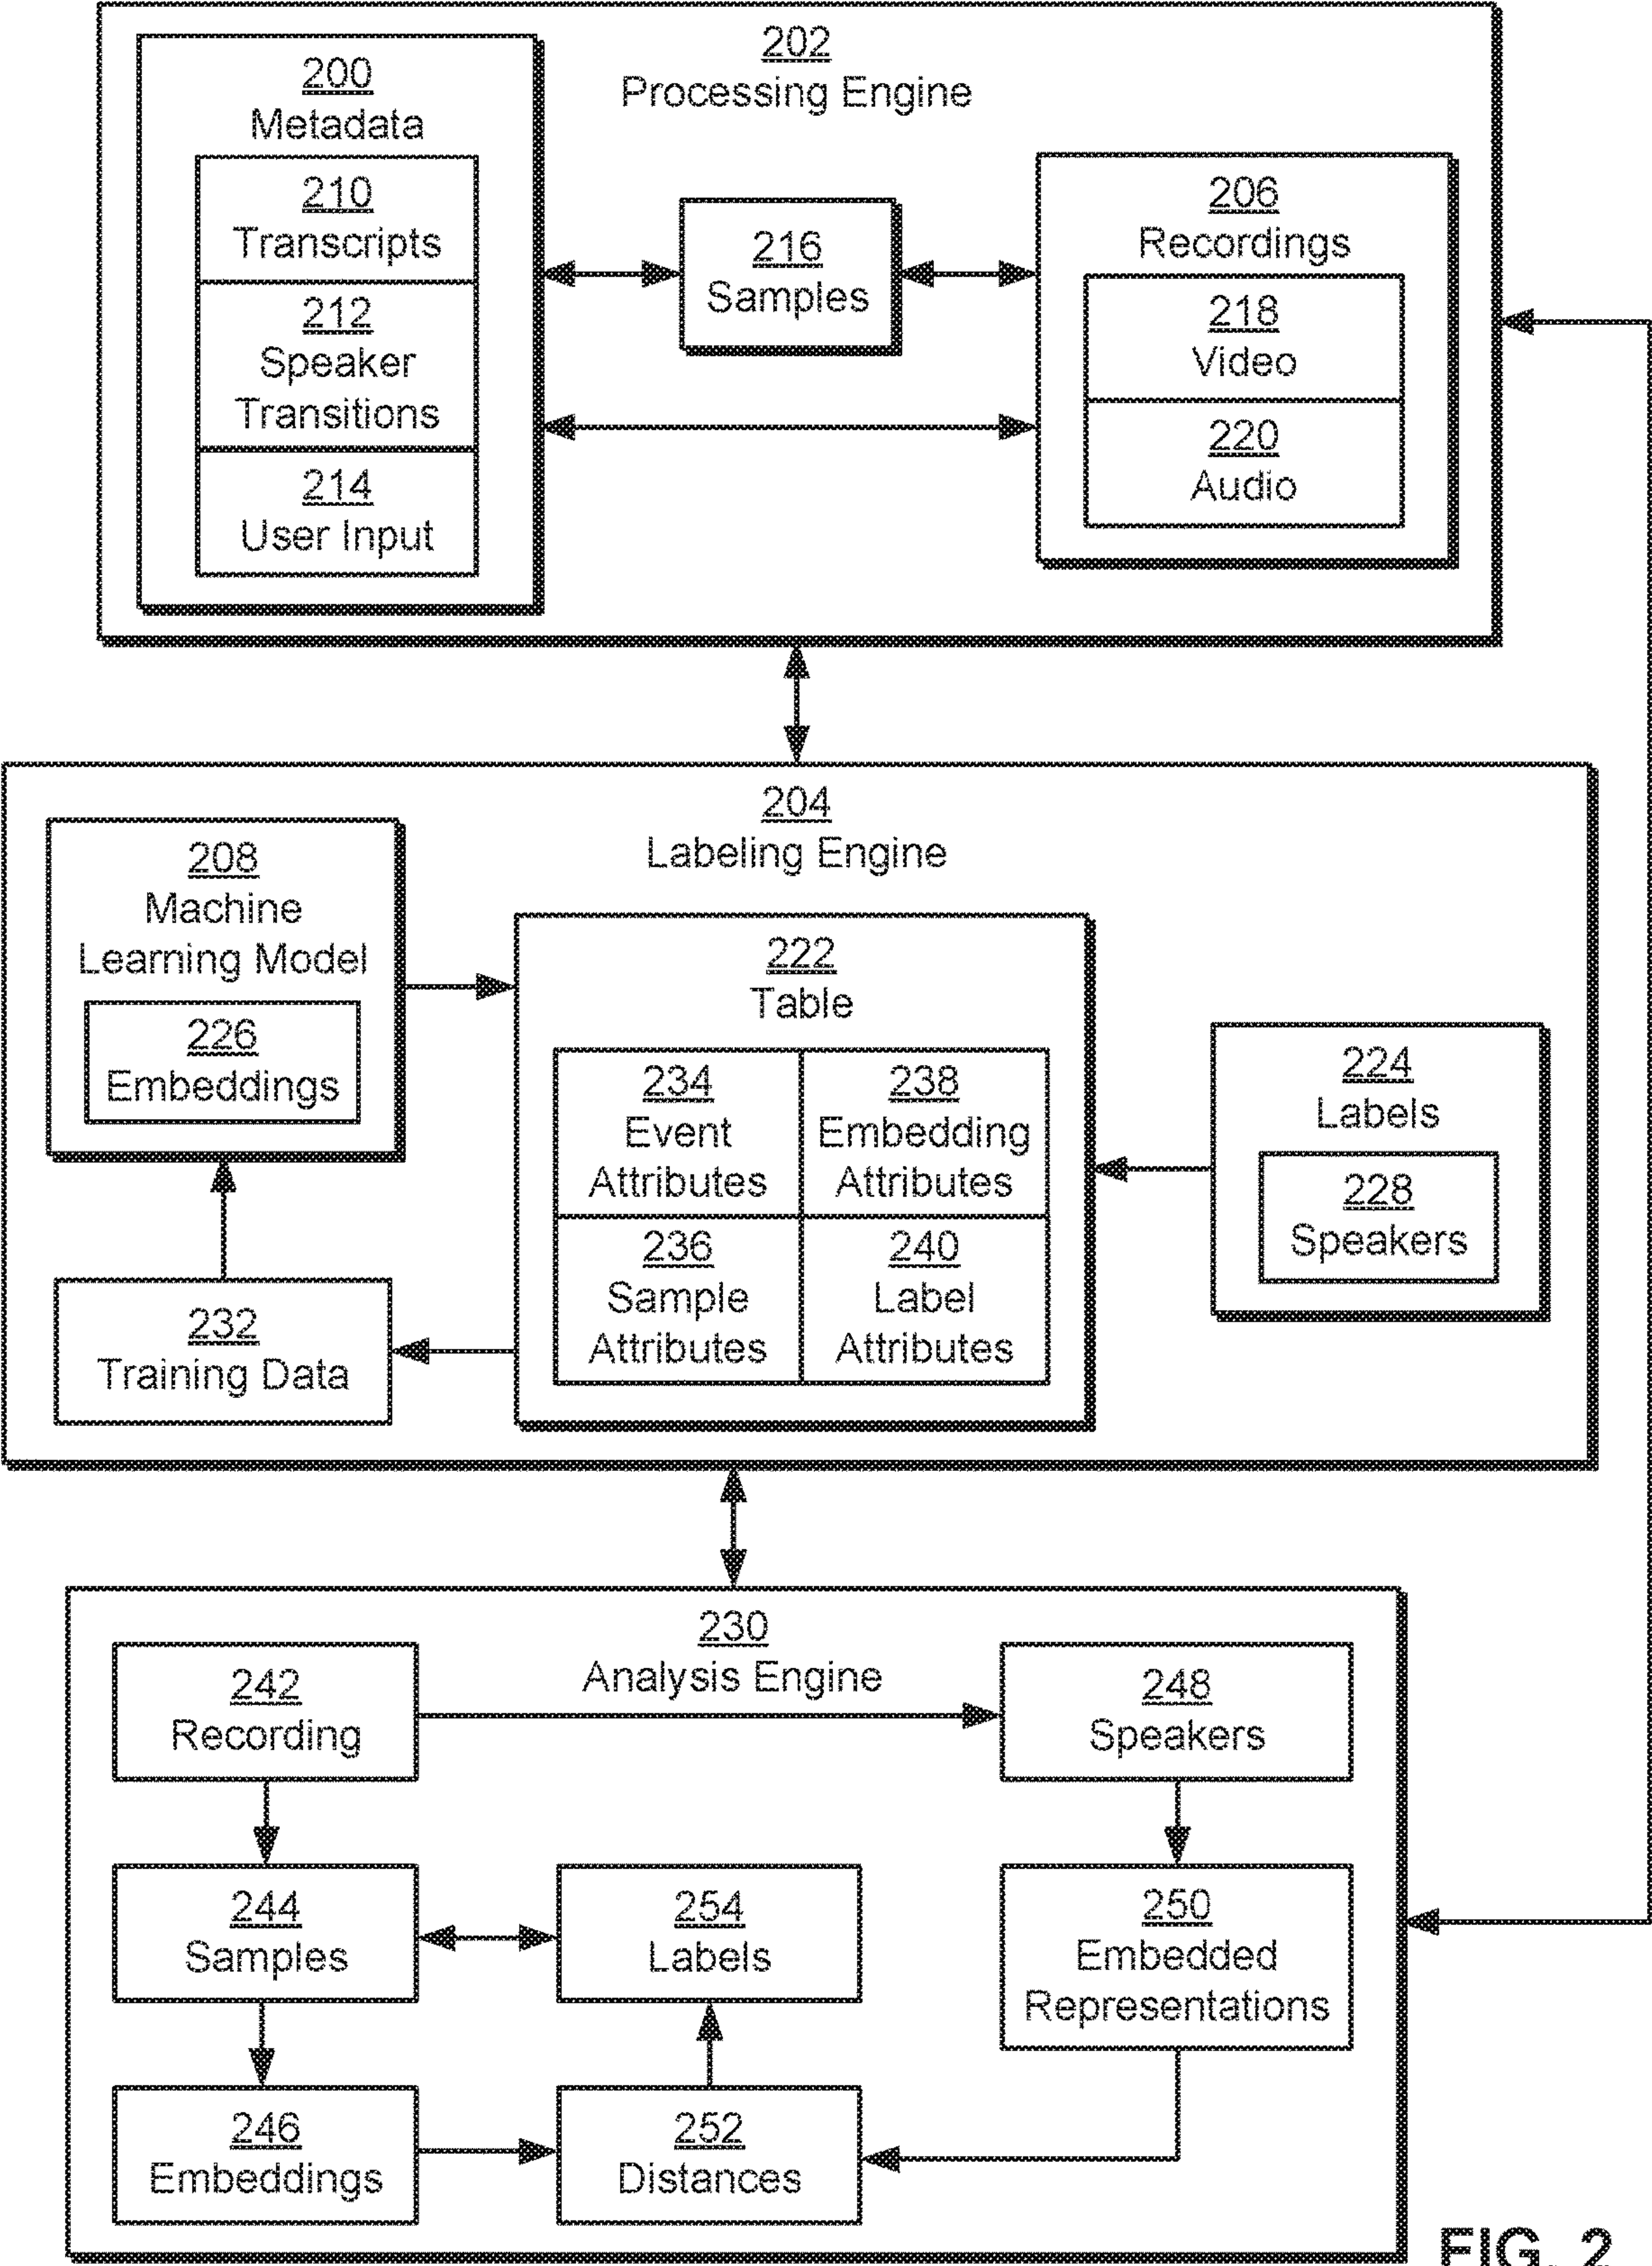 202
Processing Engine
200
Metadata
210
Transcripts
212
Speaker
Transitions
214
User Input
216
Samples
206
Recordings
218
Video
220
Audio
204
Labeling Engine
208
Machine
Learning Model
226
Embeddings
222
Table
234
Event
Attributes
238
Embedding
Attributes
236
Sample
Attributes
240
Label
Attributes
224
Labels
228
Speakers
232
Training Data
230
Analysis Engine
242
Recording
248
Speakers
244
Samples
254
Labels
250
Embedded
Representations
246
Embeddings
252
Distances
FIG. 2